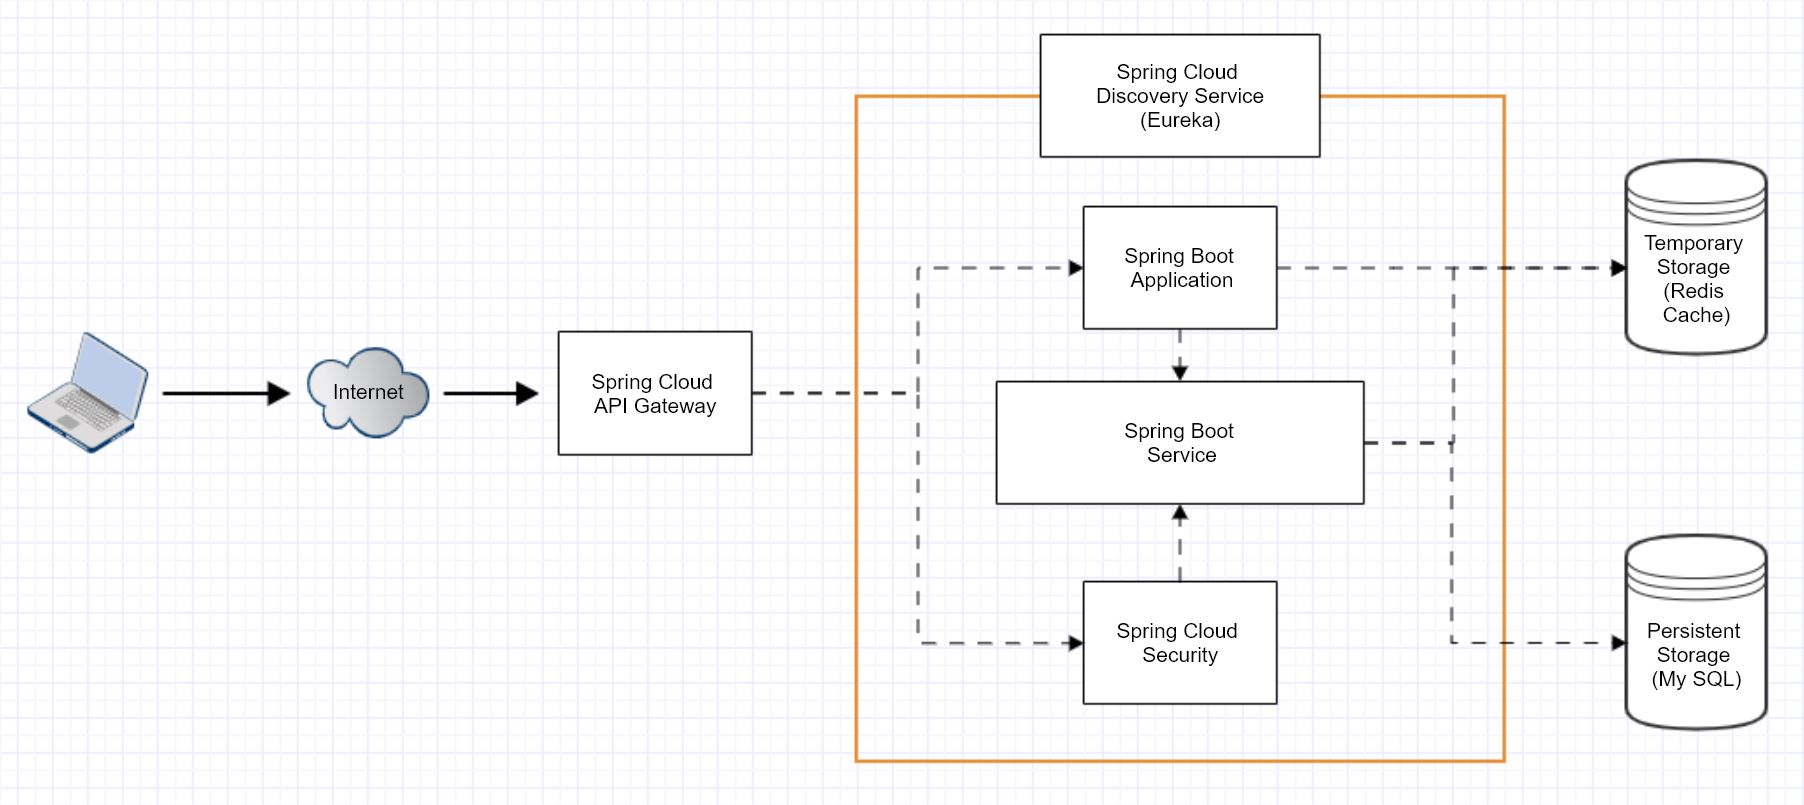 Spring Cloud
Discovery Service
(Eureka)
Spring Boot
Application
Temporary
Storage
(Redis
Cache)
Internet
Spring Cloud
API Gateway
Spring Boot
Service
Spring Cloud
Security
Persistent
Storage
(My SQL)